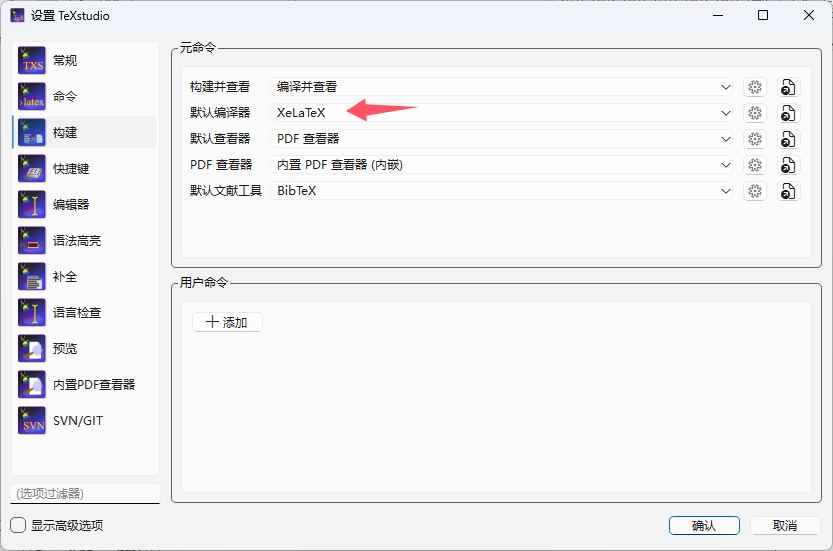 设置 TeXstudio
TXS 常规
›latex 命令
构建
快捷键
编辑器
语法高亮
补全
语言检查
预览
内置PDF查看器
SVN SVN/GIT
(选项过滤器)
显示高级选项
元命令
构建并查看 编译并查看
默认编译器 XeLaTeX
默认查看器 PDF 查看器
PDF 查看器 内置 PDF 查看器 (内嵌)
默认文献工具 BibTeX
用户命令
添加
确认 取消